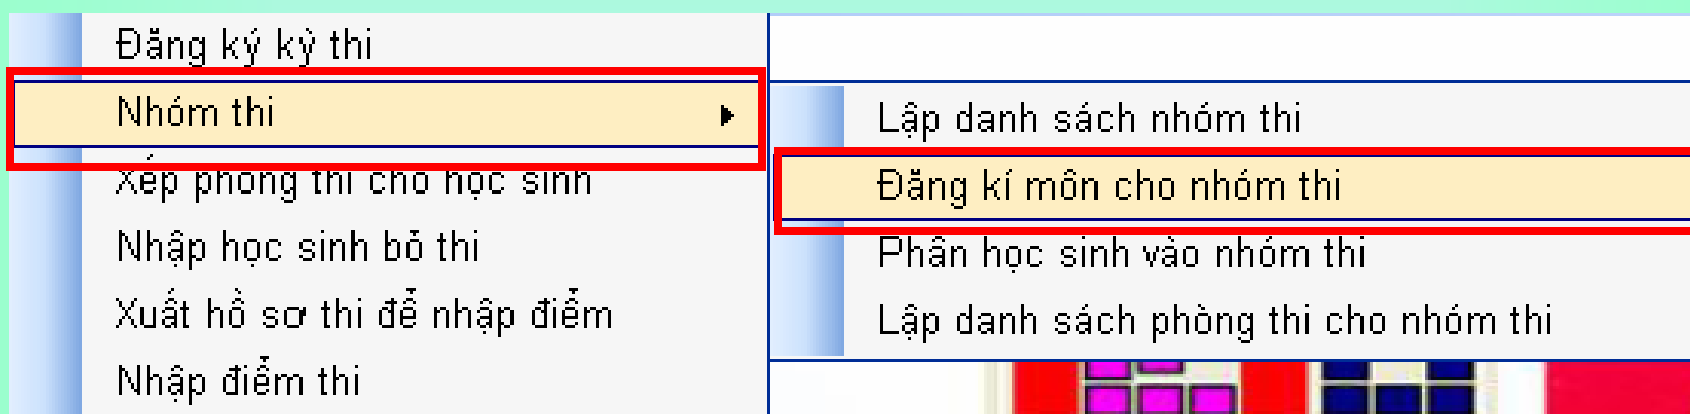 Đăng ký kỳ thi
Nhóm thi
Xếp phòng thi cho học sinh
Nhập học sinh bỏ thi
Xuất hồ sơ thi để nhập điểm
Nhập điểm thi
Lập danh sách nhóm thi
Đăng kí môn cho nhóm thi
Phân học sinh vào nhóm thi
Lập danh sách phòng thi cho nhóm thi